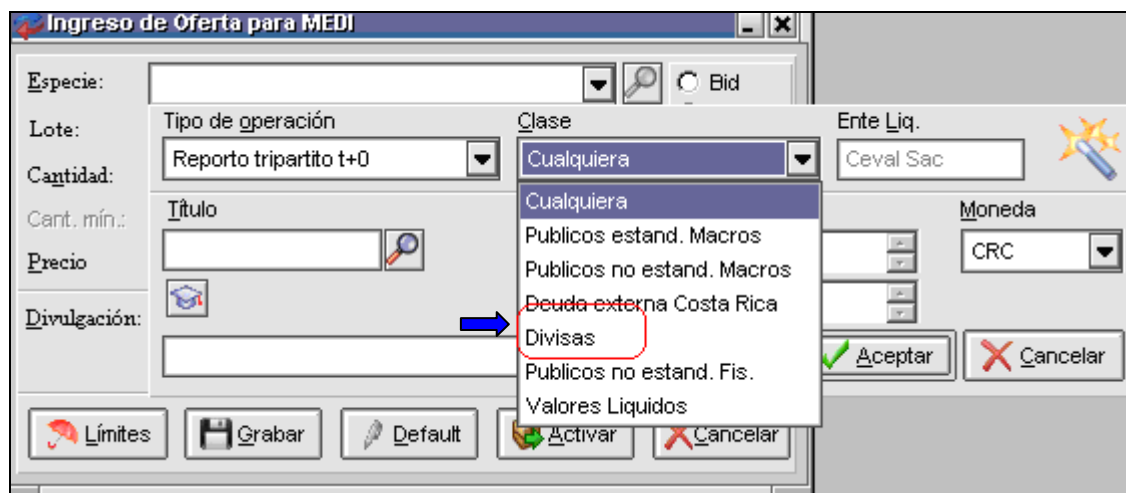 Ingreso de Oferta para MEDI
Especie:
Bid
Lote:
Tipo de operación Clase Ente Liq.
Reporto tripartito t+0 Cualquiera Ceval Sac
Cantidad:
Cualquiera
Cant. mín.: Título Moneda
Publicos estand. Macros
CRC
Publicos no estand. Macros
Precio
Deuda externa Costa Rica
Divulgación:
Divisas
Aceptar Cancelar
Publicos no estand. Fis.
Valores Liquidos
Límites Grabar Default Activar Cancelar